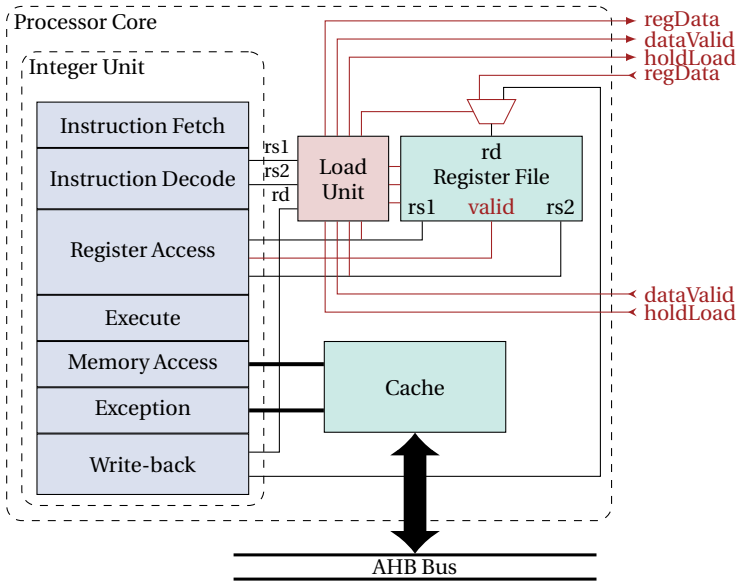 Processor Core
regData
dataValid
holdLoad
regData
Integer Unit
Instruction Fetch
Instruction Decode
Register Access
Execute
Memory Access
Exception
Write-back
rs1
rs2
rd
Load
Unit
rd
Register File
rs1 valid rs2
dataValid
holdLoad
Cache
AHB Bus